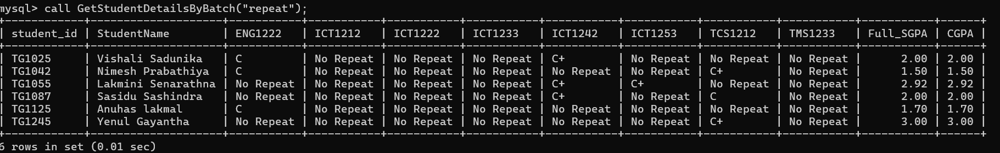 mysql> call GetStudentDetailsByBatch("repeat");
+------------+--------------------+-----------+-----------+-----------+-----------+-----------+-----------+-----------+-----------+-----------+------+
| student_id | StudentName        | ENG1222   | ICT1212   | ICT1222   | ICT1233   | ICT1242   | ICT1253   | TCS1212   | TMS1233   | Full_SGPA | CGPA |
+------------+--------------------+-----------+-----------+-----------+-----------+-----------+-----------+-----------+-----------+-----------+------+
| TG1025     | Vishali Sadunika   | C         | No Repeat | No Repeat | No Repeat | C+        | No Repeat | No Repeat | No Repeat |      2.00 | 2.00 |
| TG1042     | Nimesh Prabathiya  | C         | No Repeat | No Repeat | No Repeat | No Repeat | No Repeat | C+        | No Repeat |      1.50 | 1.50 |
| TG1055     | Lakmini Senarathna | No Repeat | No Repeat | No Repeat | No Repeat | C+        | C+        | No Repeat | No Repeat |      2.92 | 2.92 |
| TG1087     | Sasidu Sashindra   | No Repeat | No Repeat | No Repeat | No Repeat | C+        | No Repeat | C         | No Repeat |      2.00 | 2.00 |
| TG1125     | Anuhas lakmal      | C         | No Repeat | No Repeat | No Repeat | No Repeat | No Repeat | No Repeat | No Repeat |      1.70 | 1.70 |
| TG1245     | Yenul Gayantha     | No Repeat | No Repeat | No Repeat | No Repeat | No Repeat | No Repeat | C+        | No Repeat |      3.00 | 3.00 |
+------------+--------------------+-----------+-----------+-----------+-----------+-----------+-----------+-----------+-----------+-----------+------+
6 rows in set (0.01 sec)